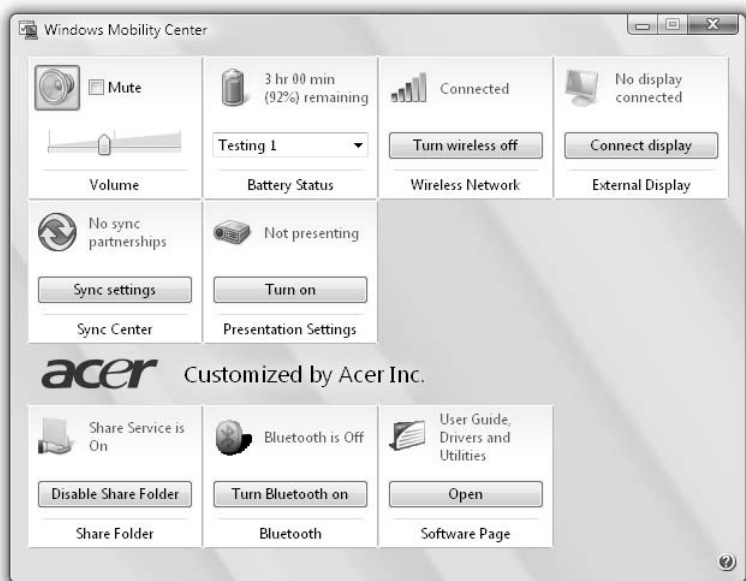 Windows Mobility Center
Mute
Volume
3 hr 00 min
(92%) remaining
Testing 1
Battery Status
Connected
Turn wireless off
Wireless Network
No display
connected
Connect display
External Display
No sync
partnerships
Sync settings
Sync Center
Not presenting
Turn on
Presentation Settings
acer Customized by Acer Inc.
Share Service is
On
Disable Share Folder
Share Folder
Bluetooth is Off
Turn Bluetooth on
Bluetooth
User Guide,
Drivers and
Utilities
Open
Software Page